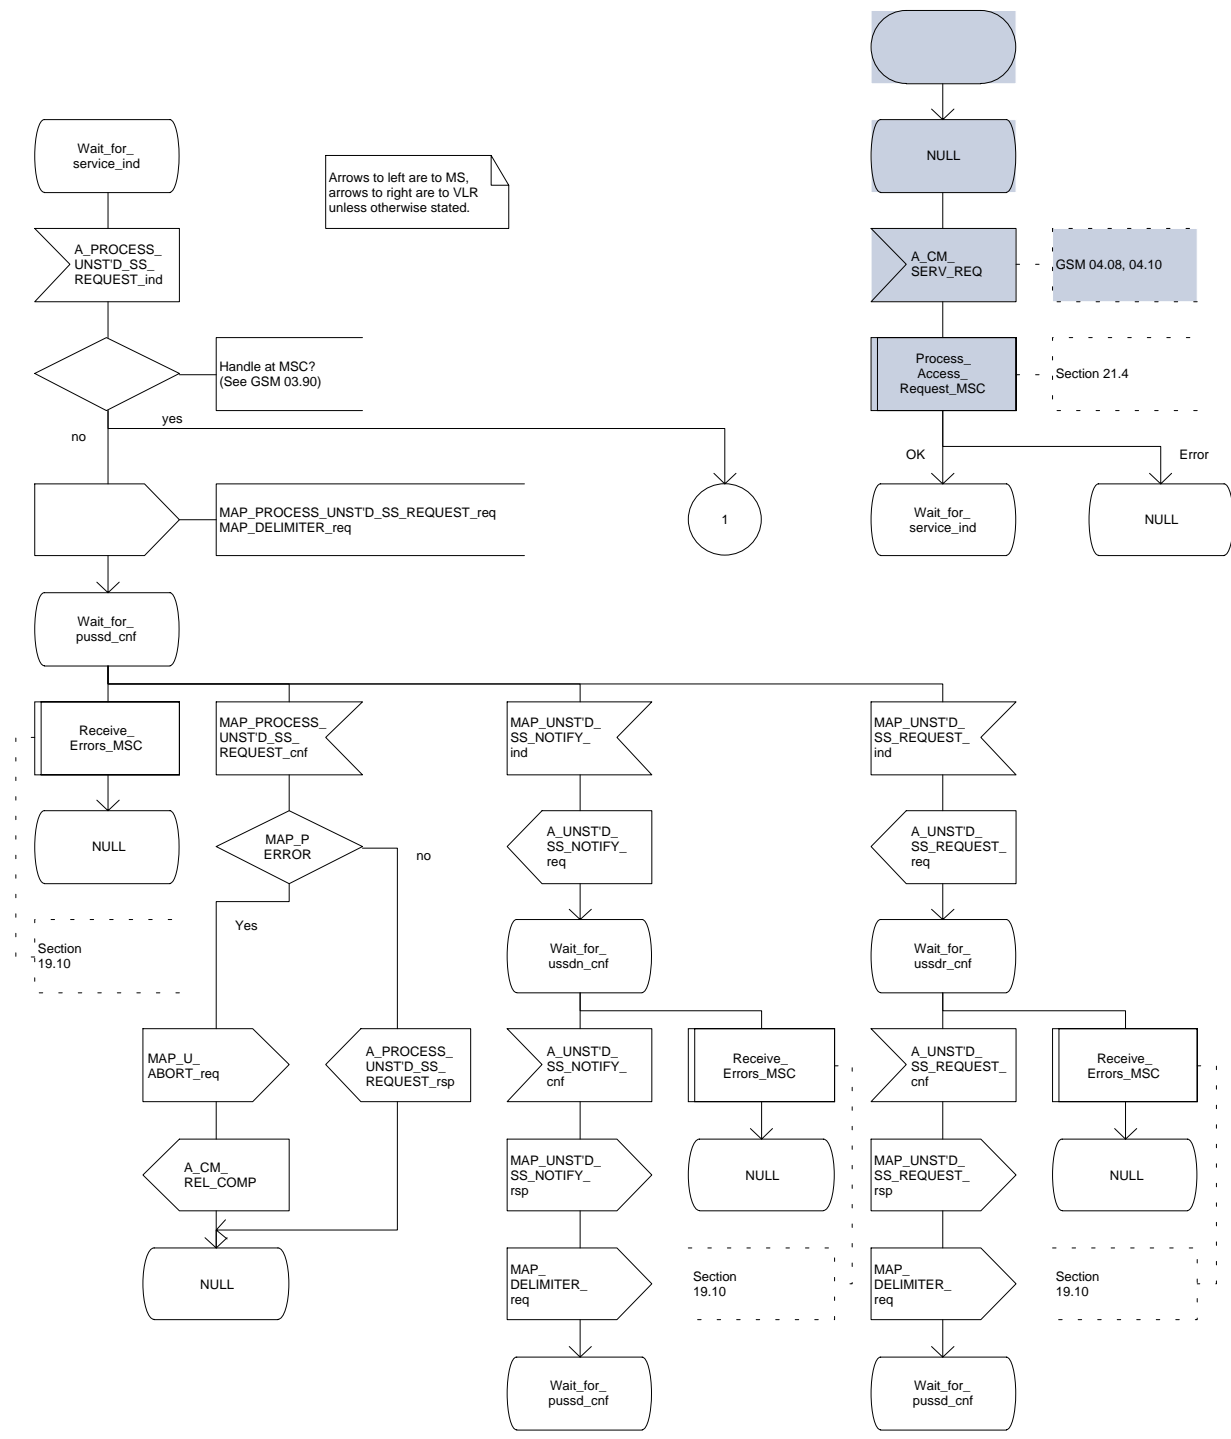 Wait_for_
service_ind
Arrows to left are to MS,
arrows to right are to VLR
unless otherwise stated.
NULL
A_PROCESS_
UNST'D_SS_
REQUEST_ind
A_CM_
SERV_REQ
GSM 04.08, 04.10
Handle at MSC?
(See GSM 03.90)
Process_
Access_
Request_MSC
Section 21.4
no
yes
OK
Error
MAP_PROCESS_UNST'D_SS_REQUEST_req
MAP_DELIMITER_req
1
Wait_for_
service_ind
NULL
Wait_for_
pussd_cnf
Receive_
Errors_MSC
MAP_PROCESS_
UNST'D_SS_
REQUEST_cnf
MAP_UNST'D_
SS_NOTIFY_
ind
MAP_UNST'D_
SS_REQUEST_
ind
NULL
MAP_P
ERROR
no
A_UNST'D_
SS_NOTIFY_
req
A_UNST'D_
SS_REQUEST_
req
Yes
Section
19.10
Wait_for_
ussdn_cnf
Wait_for_
ussdr_cnf
MAP_U_
ABORT_req
A_PROCESS_
UNST'D_SS_
REQUEST_rsp
A_UNST'D_
SS_NOTIFY_
cnf
Receive_
Errors_MSC
A_UNST'D_
SS_REQUEST_
cnf
Receive_
Errors_MSC
A_CM_
REL_COMP
MAP_UNST'D_
SS_NOTIFY_
rsp
NULL
MAP_UNST'D_
SS_REQUEST_
rsp
NULL
NULL
MAP_
DELIMITER_
req
Section
19.10
MAP_
DELIMITER_
req
Section
19.10
Wait_for_
pussd_cnf
Wait_for_
pussd_cnf